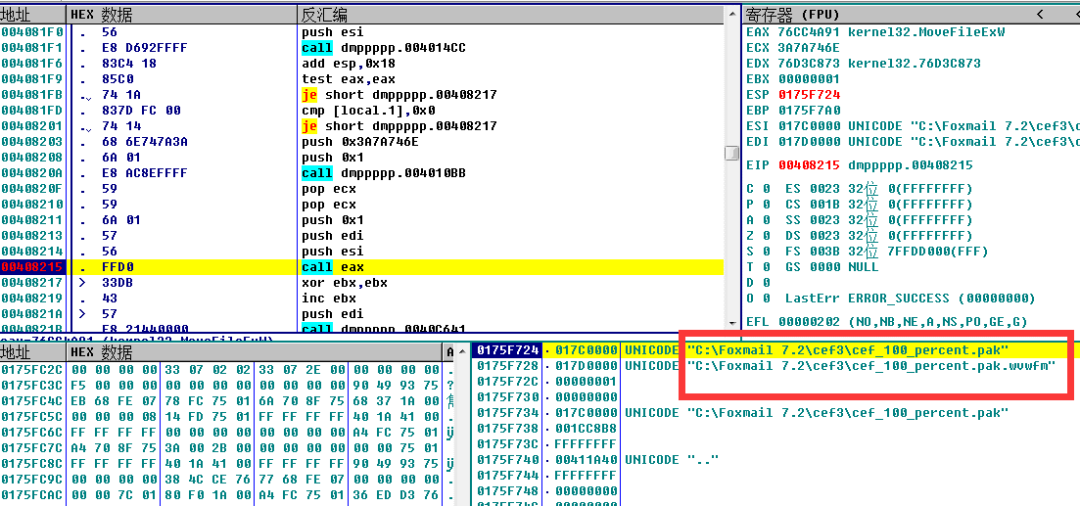 地址 HEX 数据 反汇编
004081F0 . 56 push esi
004081F1 . E8 D692FFFF call dmppppp.004014CC
004081F6 . 83C4 18 add esp,0x18
004081F9 . 85C0 test eax,eax
004081FB . 74 1A je short dmppppp.00408217
004081FD . 837D FC 00 cmp [local.1],0x0
00408201 . 74 14 je short dmppppp.00408217
00408203 . 68 6E747A3A push 0x3A7A746E
00408208 . 6A 01 push 0x1
0040820A . E8 AC8EFFFF call dmppppp.004010BB
0040820F . 59 pop ecx
00408210 . 59 pop ecx
00408211 . 6A 01 push 0x1
00408213 . 57 push edi
00408214 . 56 push esi
00408215 . FFD0 call eax
00408217 > 33DB xor ebx,ebx
00408219 . 43 inc ebx
0040821A > 57 push edi
0040821B . E8 21440000 call dmppppp.0040C641
eax=76CC4A91 (kernel32.MoveFileExW)
寄存器 (FPU) < <
EAX 76CC4A91 kernel32.MoveFileExW
ECX 3A7A746E
EDX 76D3C873 kernel32.76D3C873
EBX 00000001
ESP 0175F724
EBP 0175F7A0
ESI 017C0000 UNICODE "C:\Foxmail 7.2\cef3\c
EDI 017D0000 UNICODE "C:\Foxmail 7.2\cef3\c
EIP 00408215 dmppppp.00408215
C 0 ES 0023 32位 0(FFFFFFFF)
P 0 CS 001B 32位 0(FFFFFFFF)
A 0 SS 0023 32位 0(FFFFFFFF)
Z 0 DS 0023 32位 0(FFFFFFFF)
S 0 FS 003B 32位 7FFDD000(FFF)
T 0 GS 0000 NULL
D 0
O 0 LastErr ERROR_SUCCESS (00000000)
EFL 00000202 (NO,NB,NE,A,NS,PO,GE,G)
地址 HEX 数据 A
0175FC2C 00 00 00 00 33 07 02 02 33 07 2E 00 00 00 00 00 .
0175FC3C F5 00 00 00 00 00 00 00 00 00 00 00 90 49 93 75 ?
0175FC4C EB 68 FE 07 78 FC 75 01 6A 70 8F 75 68 37 1A 00
0175FC5C 00 00 00 08 14 FD 75 01 FF FF FF FF 40 1A 41 00 .
0175FC6C FF FF FF FF 00 00 00 00 00 00 00 00 A4 FC 75 01
0175FC7C A4 70 8F 75 3A 00 2B 00 00 00 00 00 00 00 75 01
0175FC8C FF FF FF FF 40 1A 41 00 FF FF FF FF 90 49 93 75
0175FC9C 00 00 00 00 38 4C CE 76 77 68 FE 07 00 00 00 00 .
0175FCAC 00 00 7C 01 80 F0 1A 00 A4 FC 75 01 36 ED D3 76 .
0175F724 · 017C0000 UNICODE "C:\Foxmail 7.2\cef3\cef_100_percent.pak"
0175F728 · 017D0000 UNICODE "C:\Foxmail 7.2\cef3\cef_100_percent.pak.wvwfm"
0175F72C · 00000001
0175F730 · 00000000
0175F734 · 017C0000 UNICODE "C:\Foxmail 7.2\cef3\cef_100_percent.pak"
0175F738 · 001CC8B8
0175F73C · FFFFFFFF
0175F740 · 00411A40 UNICODE ".."
0175F744 · FFFFFFFF
0175F748 · 00000000
0175F74C · 00000000